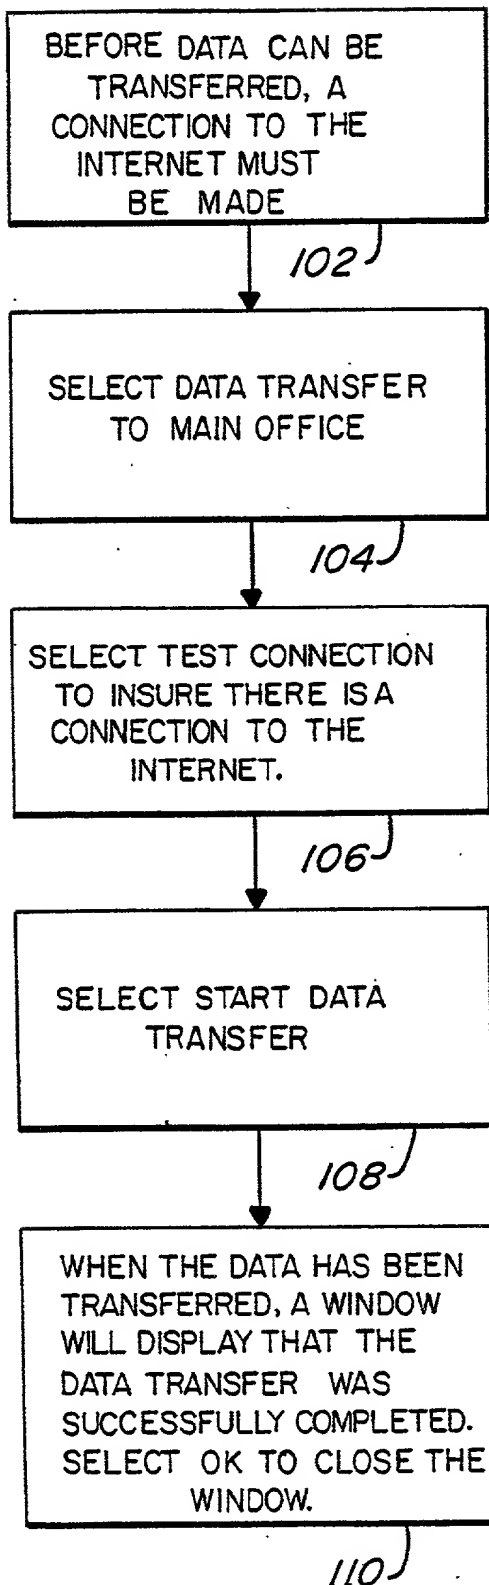 BEFORE DATA CAN BE
TRANSFERRED, A
CONNECTION TO THE
INTERNET MUST
BE MADE
102
SELECT DATA TRANSFER
TO MAIN OFFICE
104
SELECT TEST CONNECTION
TO INSURE THERE IS A
CONNECTION TO THE
INTERNET.
106
SELECT START DATA
TRANSFER
108
WHEN THE DATA HAS BEEN
TRANSFERRED, A WINDOW
WILL DISPLAY THAT THE
DATA TRANSFER WAS
SUCCESSFULLY COMPLETED.
SELECT OK TO CLOSE THE
WINDOW.
110